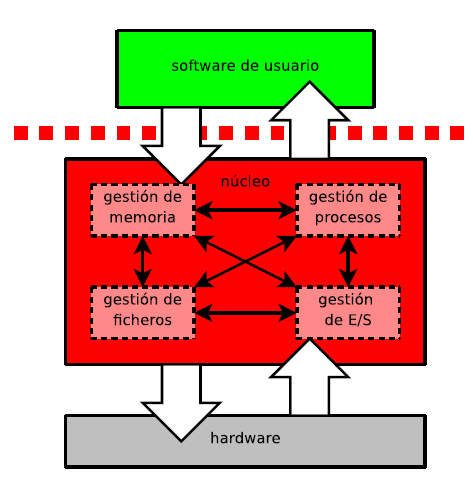 software de usuario
núcleo
gestión de
memoria
gestión de
procesos
gestión de
ficheros
gestión
de E/S
hardware